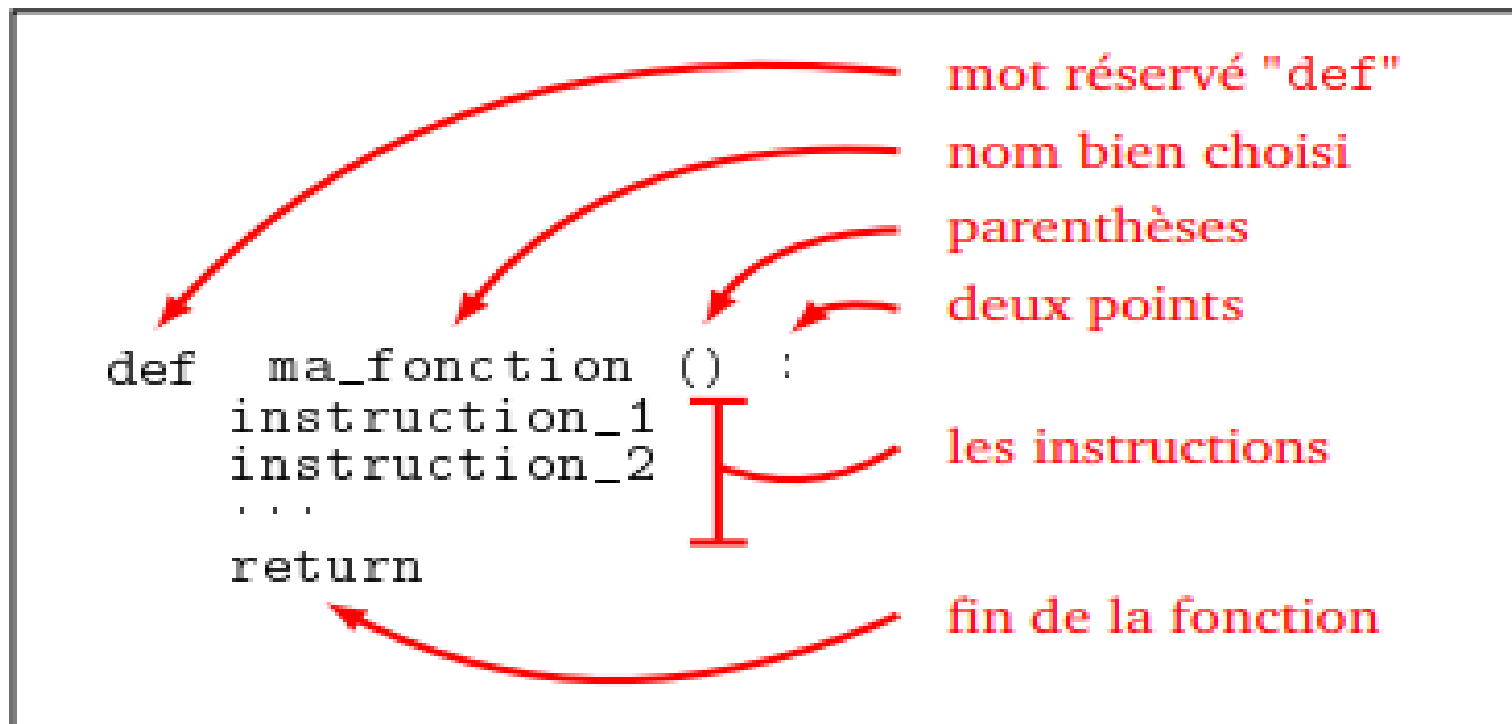 mot réservé "def"
nom bien choisi
parenthèses
deux points
def ma_fonction () :
instruction_1
instruction_2
...
les instructions
return
fin de la fonction